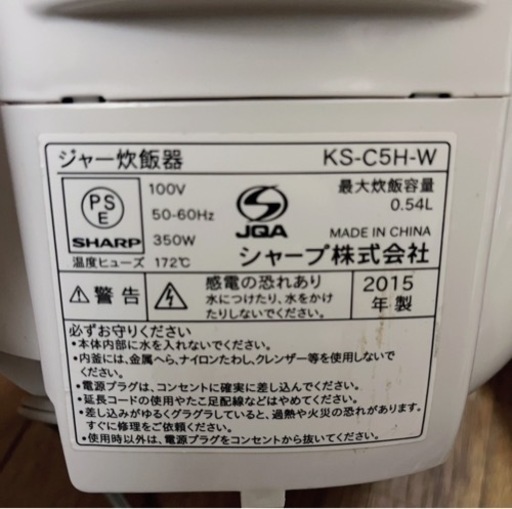 ジャー炊飯器 KS-C5H-W
PS
E
SHARP
100V
50-60Hz
350W
温度ヒューズ 172℃
JQA
最大炊飯容量
0.54L
MADE IN CHINA
シャープ株式会社
警告
感電の恐れあり
水につけたり、水をかけ
たりしないでください。
2015
年製
必ずお守りください
•本体内部に水を入れないでください。
•内釜には、金属へら、ナイロンたわし、クレンザー等を使用しないで
ください。
•電源プラグは、コンセントに確実に差し込んでください。
•延長コードの使用やたこ足配線などはやめてください。
•差し込みがゆるくグラグラしていると、過熱や火災の恐れがあります。
すぐに修理をご依頼ください。
•使用時以外は、電源プラグをコンセントから抜いてください。